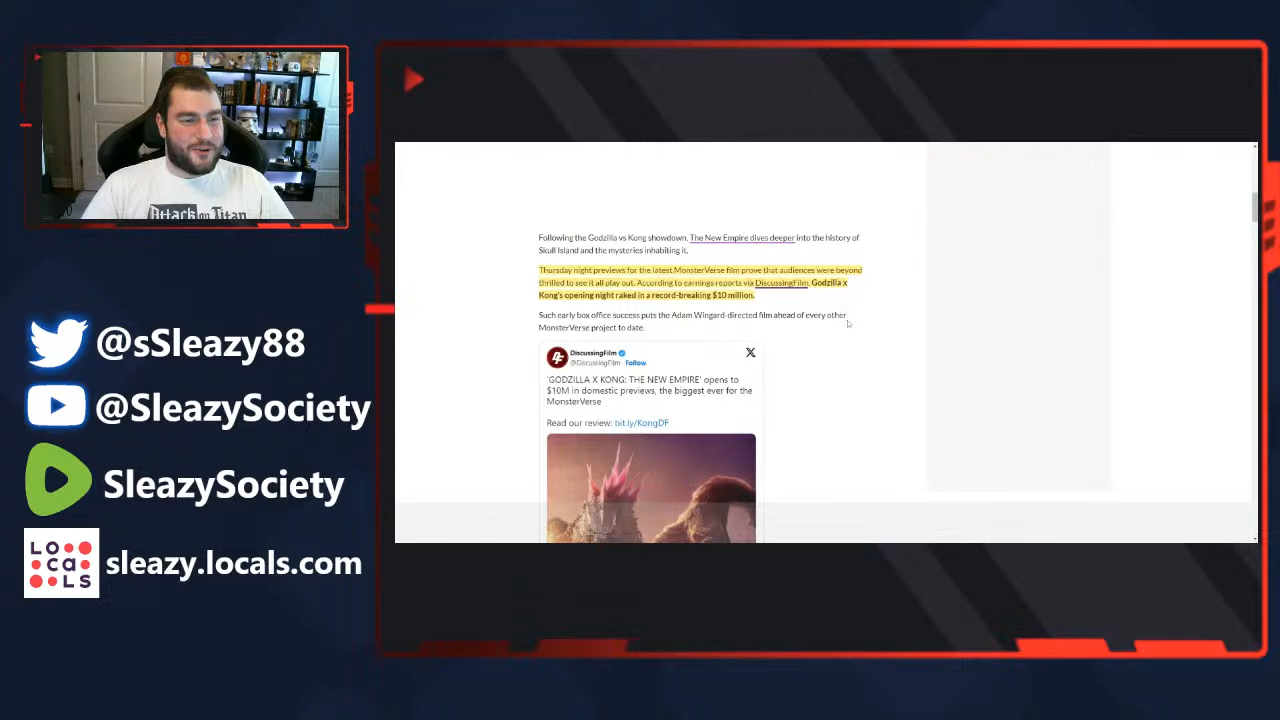 Attack on Titan
@sSleazy88
@SleazySociety
SleazySociety
LOcaLS
sleazy.locals.com
Following the Godzilla vs Kong showdown, The New Empire dives deeper into the history of
Skull Island and the mysteries inhabiting it.
Thursday night previews for the latest MonsterVerse film prove that audiences were beyond
thrilled to see it all play out. According to earnings reports via DiscussingFilm, Godzilla x
Kong's opening night raked in a record-breaking $10 million.
Such early box office success puts the Adam Wingard-directed film ahead of every other
MonsterVerse project to date.
DiscussingFilm
@DiscussingFilm · Follow
X
'GODZILLA X KONG: THE NEW EMPIRE' opens to
$10M in domestic previews, the biggest ever for the
MonsterVerse
Read our review: bit.ly/KongDF